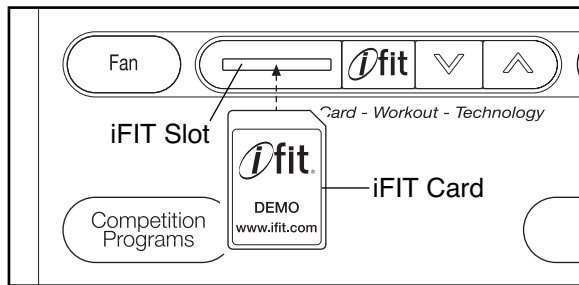 Fan
ifit
Card - Workout - Technology
iFIT Slot
ifit.
iFIT Card
DEMO
www.ifit.com
Competition
Programs